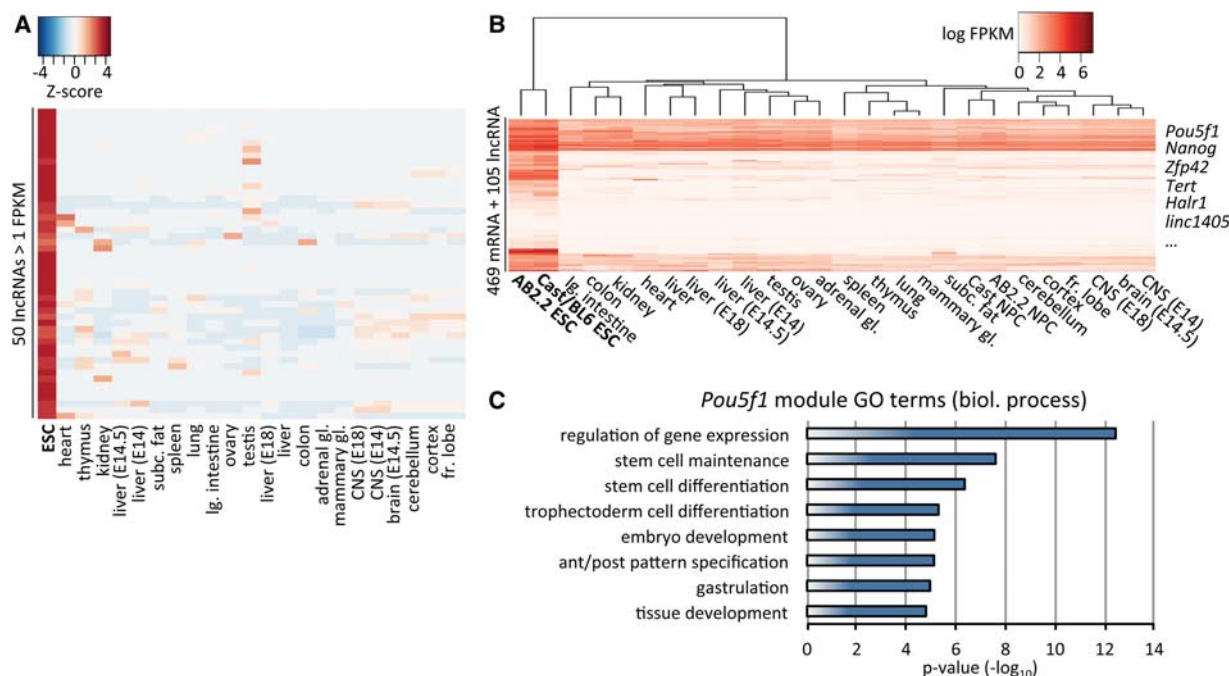 A
-4 0 4
Z-score
50 lncRNAs > 1 FPKM
ESC
heart
thymus
kidney
liver (E14.5)
liver (E14)
subc. fat
spleen
lung
lg. intestine
ovary
testis
liver (E18)
liver
colon
adrenal gl.
mammary gl.
CNS (E18)
CNS (E14)
brain (E14.5)
cerebellum
cortex
fr. lobe
B
log FPKM
0 2 4 6
469 mRNA + 105 lncRNA
Pou5f1
Nanog
Zfp42
Tert
Halr1
linc1405
...
AB2.2 ESC
Cast/BL6 ESC
lg. intestine
colon
kidney
heart
liver
liver (E18)
liver (E14.5)
liver (E14)
testis
ovary
adrenal gl.
spleen
thymus
lung
mammary gl.
subc. fat
Cast NPC
AB2.2 NPC
cerebellum
cortex
fr. lobe
CNS (E18)
brain (E14.5)
CNS (E14)
C
Pou5f1 module GO terms (biol. process)
regulation of gene expression
stem cell maintenance
stem cell differentiation
trophectoderm cell differentiation
embryo development
ant/post pattern specification
gastrulation
tissue development
0 2 4 6 8 10 12 14
p-value (-log10)